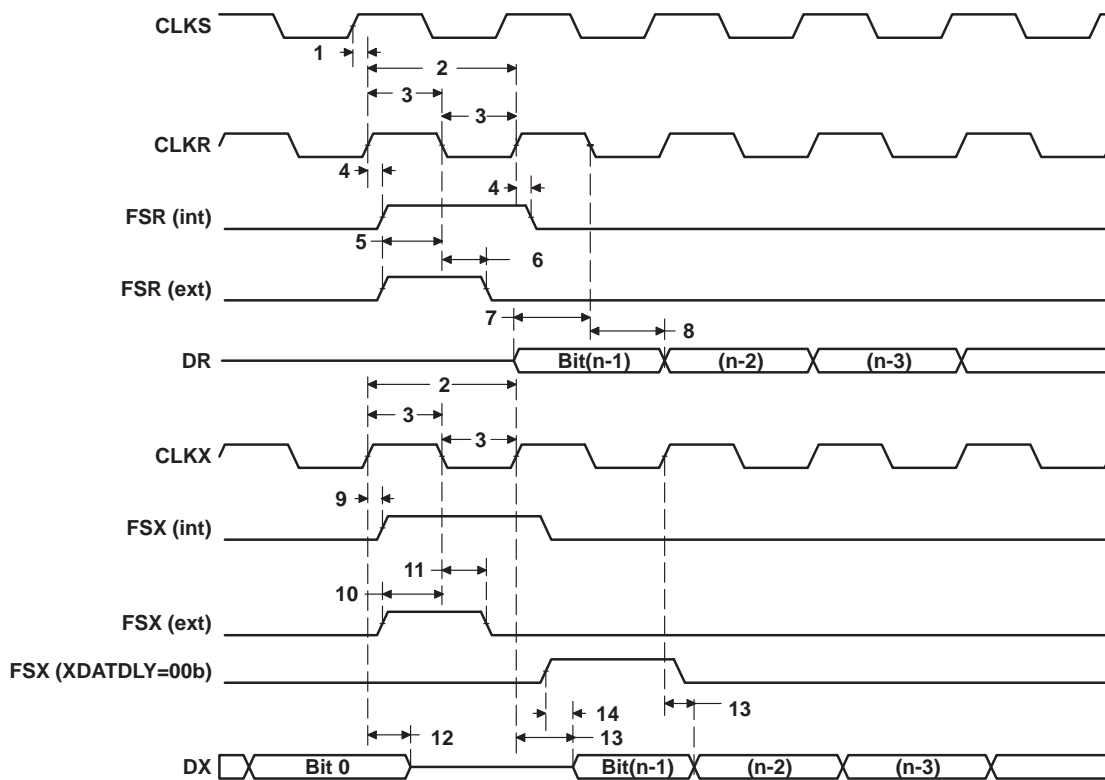 CLKS
1
2
3
3
CLKR
4
4
FSR (int)
5
6
FSR (ext)
7
8
DR Bit(n-1) (n-2) (n-3)
2
3
3
CLKX
9
FSX (int)
11
10
FSX (ext)
FSX (XDATDLY=00b)
14
13
12
13
DX Bit 0 Bit(n-1) (n-2) (n-3)